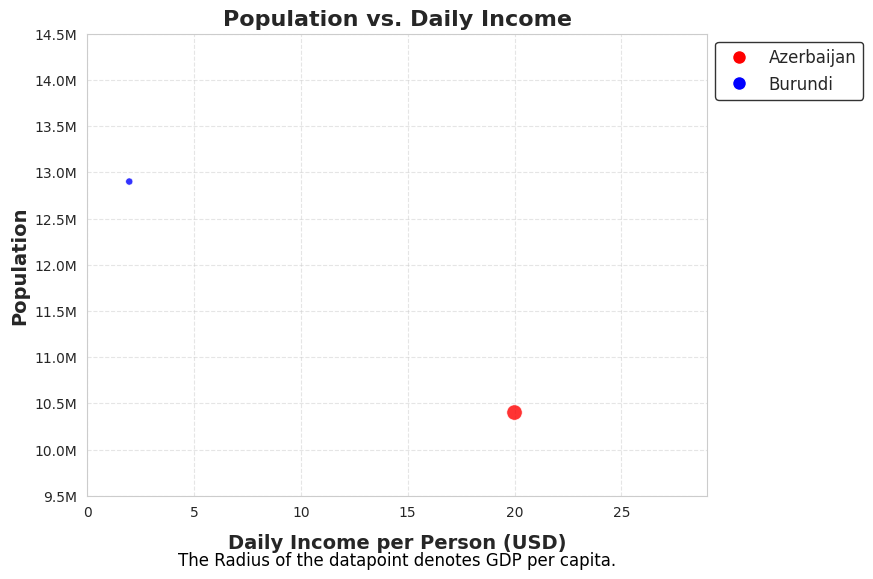 Population vs. Daily Income
14.5M
14.0M
13.5M
13.0M
12.5M
12.0M
11.5M
11.0M
10.5M
10.0M
9.5M
Population
0 5 10 15 20 25
Daily Income per Person (USD)
The Radius of the datapoint denotes GDP per capita.
Azerbaijan
Burundi